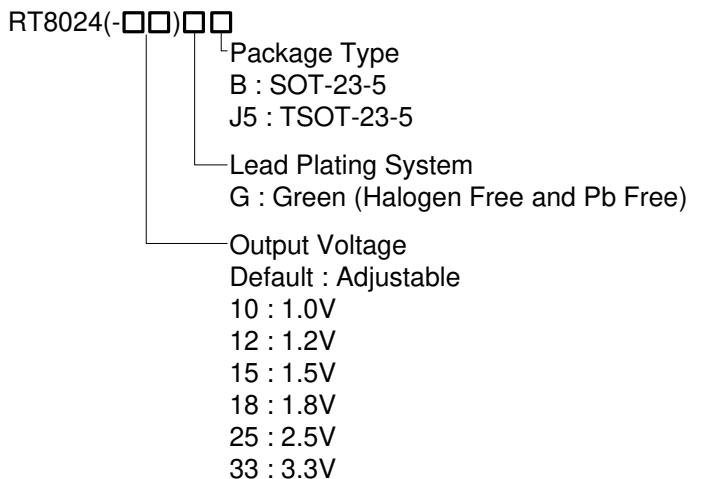 RT8024(-□□)□□
Package Type
B : SOT-23-5
J5 : TSOT-23-5
Lead Plating System
G : Green (Halogen Free and Pb Free)
Output Voltage
Default : Adjustable
10 : 1.0V
12 : 1.2V
15 : 1.5V
18 : 1.8V
25 : 2.5V
33 : 3.3V